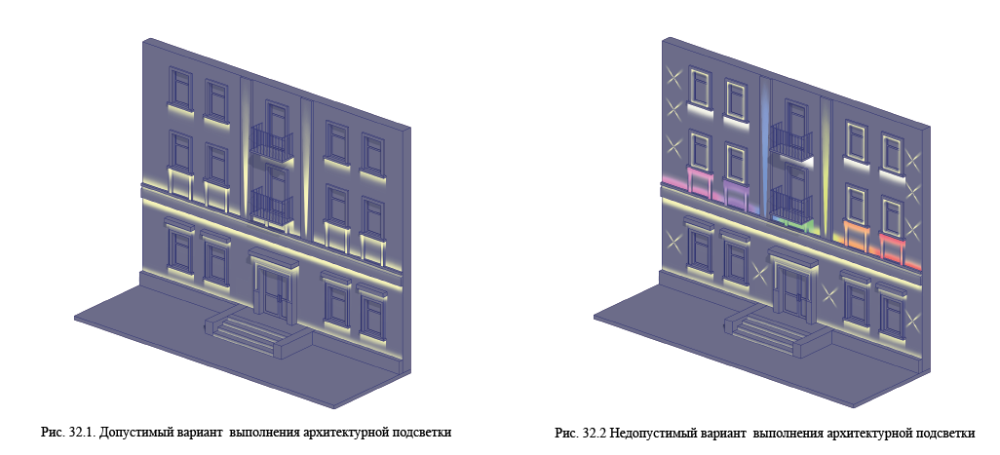 Рис. 32.1. Допустимый вариант выполнения архитектурной подсветки
Рис. 32.2 Недопустимый вариант выполнения архитектурной подсветки